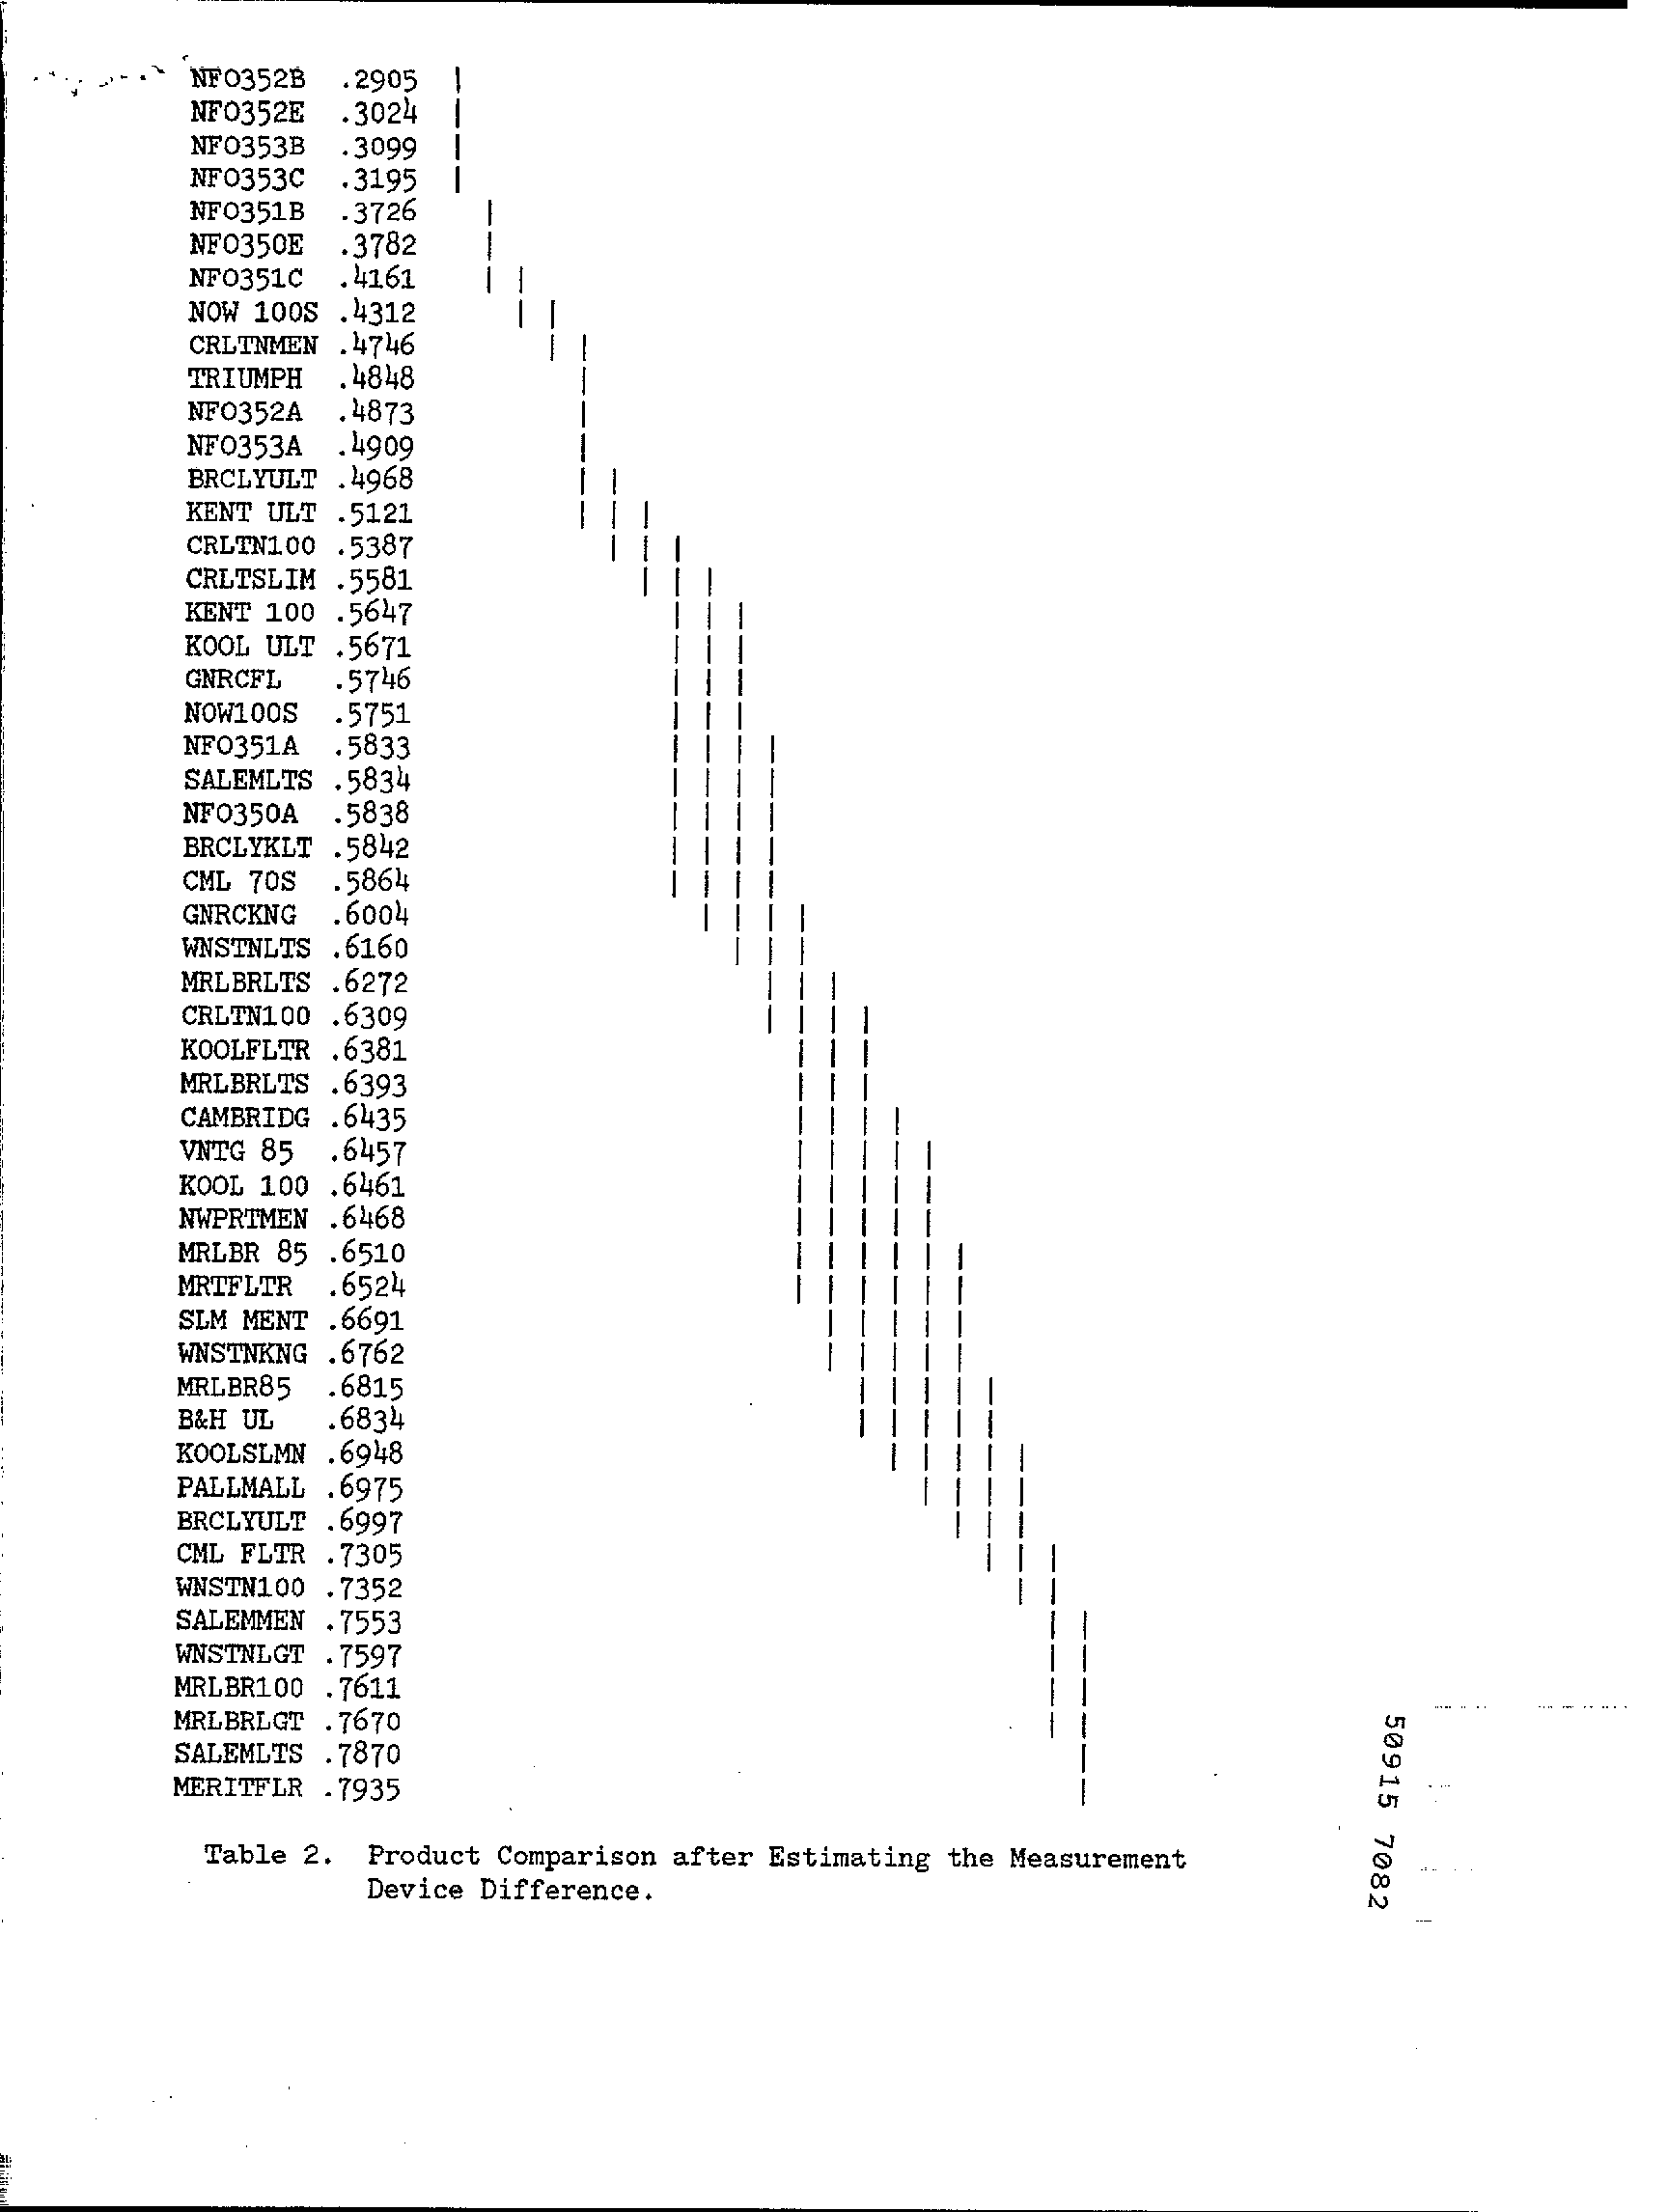 NFO352B .2905
NFO352E .3024
NFO353B .3099
NFO353C .3195
NFO351B .3726
NFO350E .3782
NFO351C .4161
NOW 100S .4312
CRLTNMEN .4746
TRIUMPH .4848
NFO352A .4873
NFO353A .4909
BRCLYULT .4968
KENT ULT .5121
CRLTN100 .5387
CRLTSLIM .5581
KENT 100 .5647
KOOL ULT .5671
GNRCFL .5746
NOW100S .5751
NFO351A .5833
SALEMLTS .5834
NFO350A .5838
BRCLYKLT .5842
CML 70S .5864
GNRCKNG .6004
WNSTNLTS .6160
MRLBRLTS .6272
CRLTN100 .6309
KOOLFLTR .6381
MRLBRLTS .6393
CAMBRIDG .6435
VNTG 85 .6457
KOOL 100 .6461
NWPRTMEN .6468
MRLBR 85 .6510
MRTFLTR .6524
SLM MENT .6691
WNSTNKNG .6762
MRLBR85 .6815
B&H UL .6834
KOOLSLMN .6948
PALLMALL .6975
BRCLYULT .6997
CML FLTR .7305
WNSTN100 .7352
SALEMMEN .7553
WNSTNLGT .7597
MRLBR100 .7611
MRLBRLGT .7670
SALEMLTS .7870
MERITFLR .7935
Table 2. Product Comparison after Estimating the Measurement
Device Difference.
50915 7082